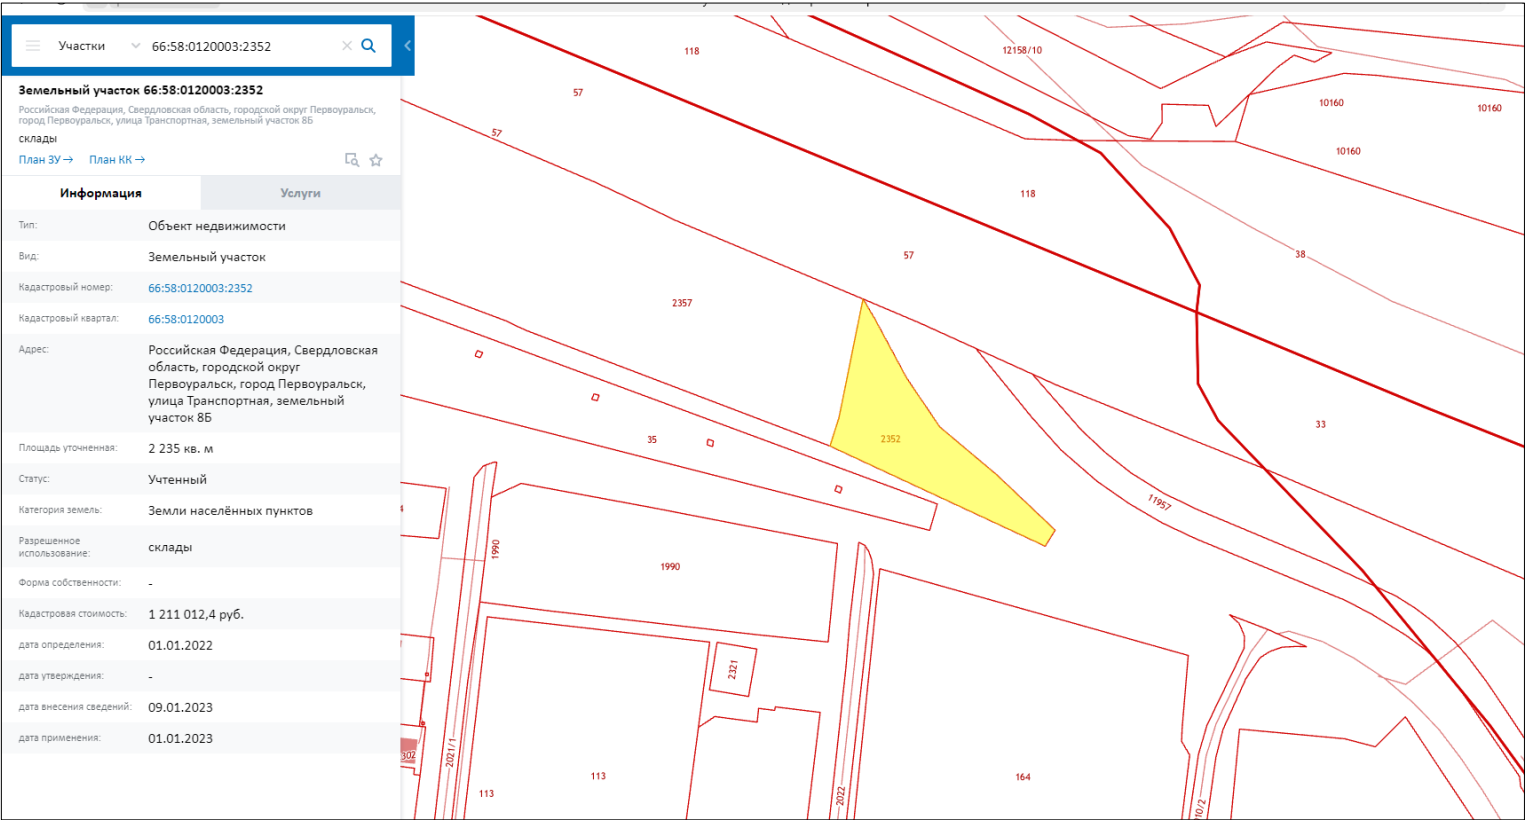 Участки 66:58:0120003:2352
Земельный участок 66:58:0120003:2352
Российская Федерация, Свердловская область, городской округ Первоуральск,
город Первоуральск, улица Транспортная, земельный участок 8Б
склады
План ЗУ → План КК →
Информация Услуги
Тип: Объект недвижимости
Вид: Земельный участок
Кадастровый номер: 66:58:0120003:2352
Кадастровый квартал: 66:58:0120003
Адрес: Российская Федерация, Свердловская
область, городской округ
Первоуральск, город Первоуральск,
улица Транспортная, земельный
участок 8Б
Площадь уточненная: 2 235 кв. м
Статус: Учтенный
Категория земель: Земли населённых пунктов
Разрешенное
использование: склады
Форма собственности: -
Кадастровая стоимость: 1 211 012,4 руб.
дата определения: 01.01.2022
дата утверждения: -
дата внесения сведений: 09.01.2023
дата применения: 01.01.2023
118
12158/10
57
10160
10160
57
10160
118
57
38
2357
33
35
2352
11957
1990
1990
2321
302
2021/1
113
113
2022
164